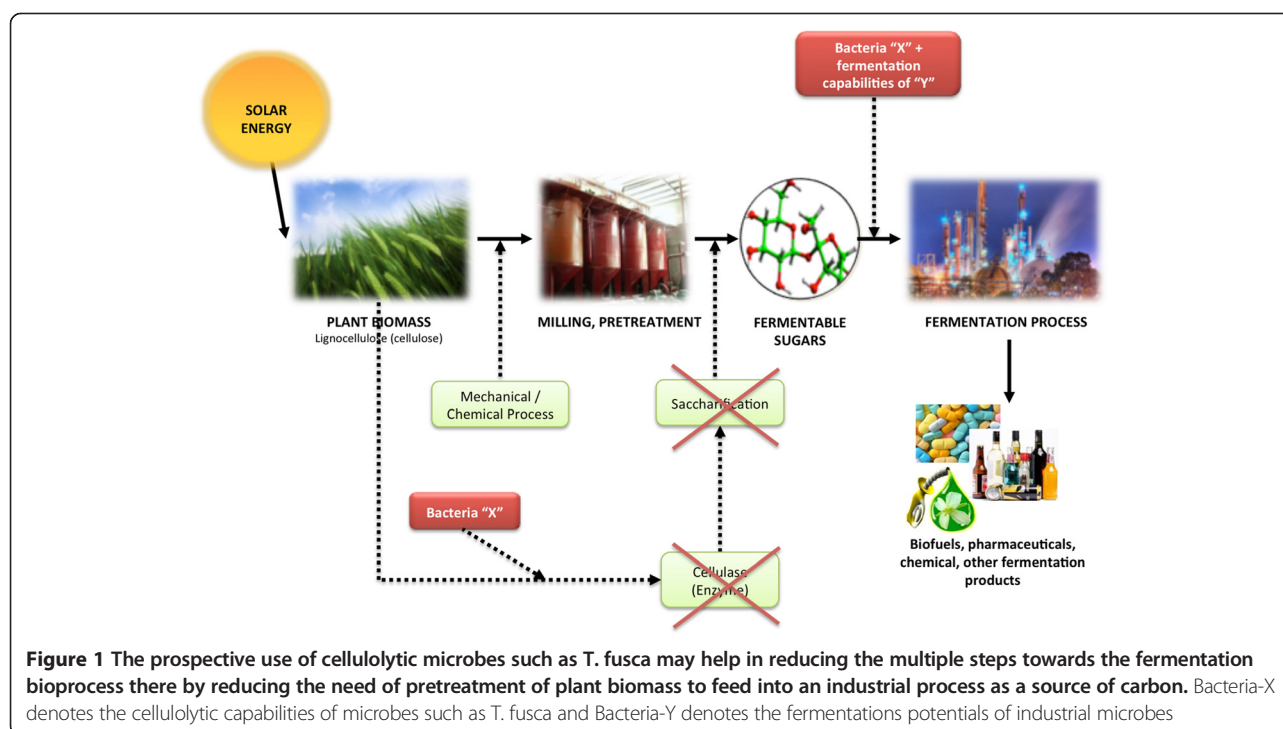 SOLAR
ENERGY
Bacteria "X" +
fermentation
capabilities of "Y"
PLANT BIOMASS
Lignocellulose (cellulose)
MILLING, PRETREATMENT
FERMENTABLE
SUGARS
FERMENTATION PROCESS
Mechanical /
Chemical Process
Saccharification
Bacteria "X"
Cellulase
(Enzyme)
Biofuels, pharmaceuticals,
chemical, other fermentation
products
Figure 1 The prospective use of cellulolytic microbes such as T. fusca may help in reducing the multiple steps towards the fermentation
bioprocess there by reducing the need of pretreatment of plant biomass to feed into an industrial process as a source of carbon. Bacteria-X
denotes the cellulolytic capabilities of microbes such as T. fusca and Bacteria-Y denotes the fermentations potentials of industrial microbes